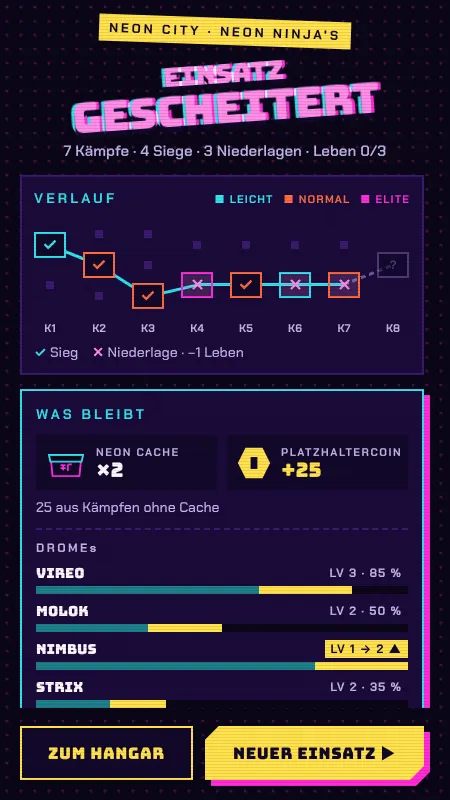 NEON CITY · NEON NINJA'S
EINSATZ
GESCHEITERT
7 Kämpfe · 4 Siege · 3 Niederlagen · Leben 0/3
VERLAUF
LEICHT NORMAL ELITE
?
K1 K2 K3 K4 K5 K6 K7 K8
✓ Sieg ✕ Niederlage · −1 Leben
WAS BLEIBT
NEON CACHE
×2
PLATZHALTERCOIN
+25
25 aus Kämpfen ohne Cache
DROMEs
VIREO LV 3 · 85 %
MOLOK LV 2 · 50 %
NIMBUS LV 1 → 2 ▲
STRIX LV 2 · 35 %
ZUM HANGAR
NEUER EINSATZ ▶